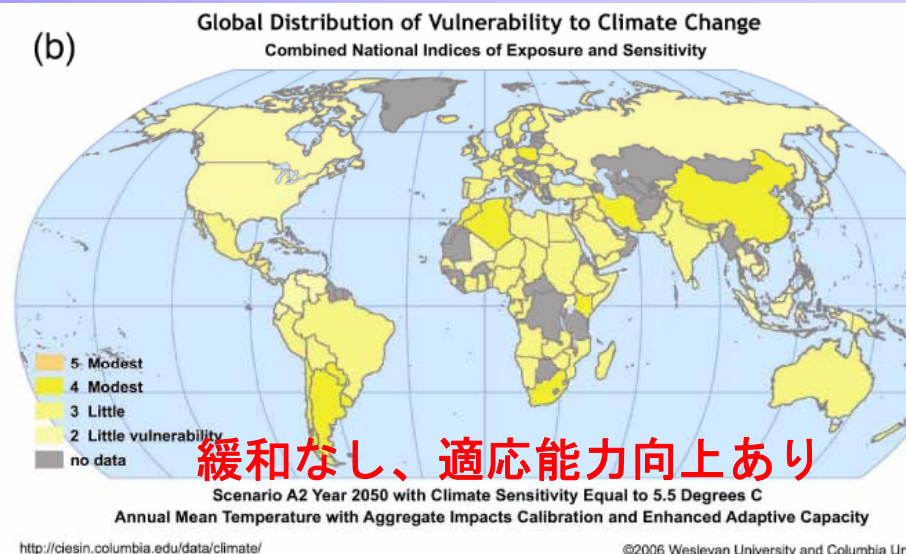 Global Distribution of Vulnerability to Climate Change
(b)
Combined National Indices of Exposure and Sensitivity
5 Modest
4 Modest
3 Little
2 Little vulnerability
no data
緩和なし、適応能力向上あり
Scenario A2 Year 2050 with Climate Sensitivity Equal to 5.5 Degrees C
Annual Mean Temperature with Aggregate Impacts Calibration and Enhanced Adaptive Capacity
http://ciesin.columbia.edu/data/climate/
©2006 Wesleyan University and Columbia Un